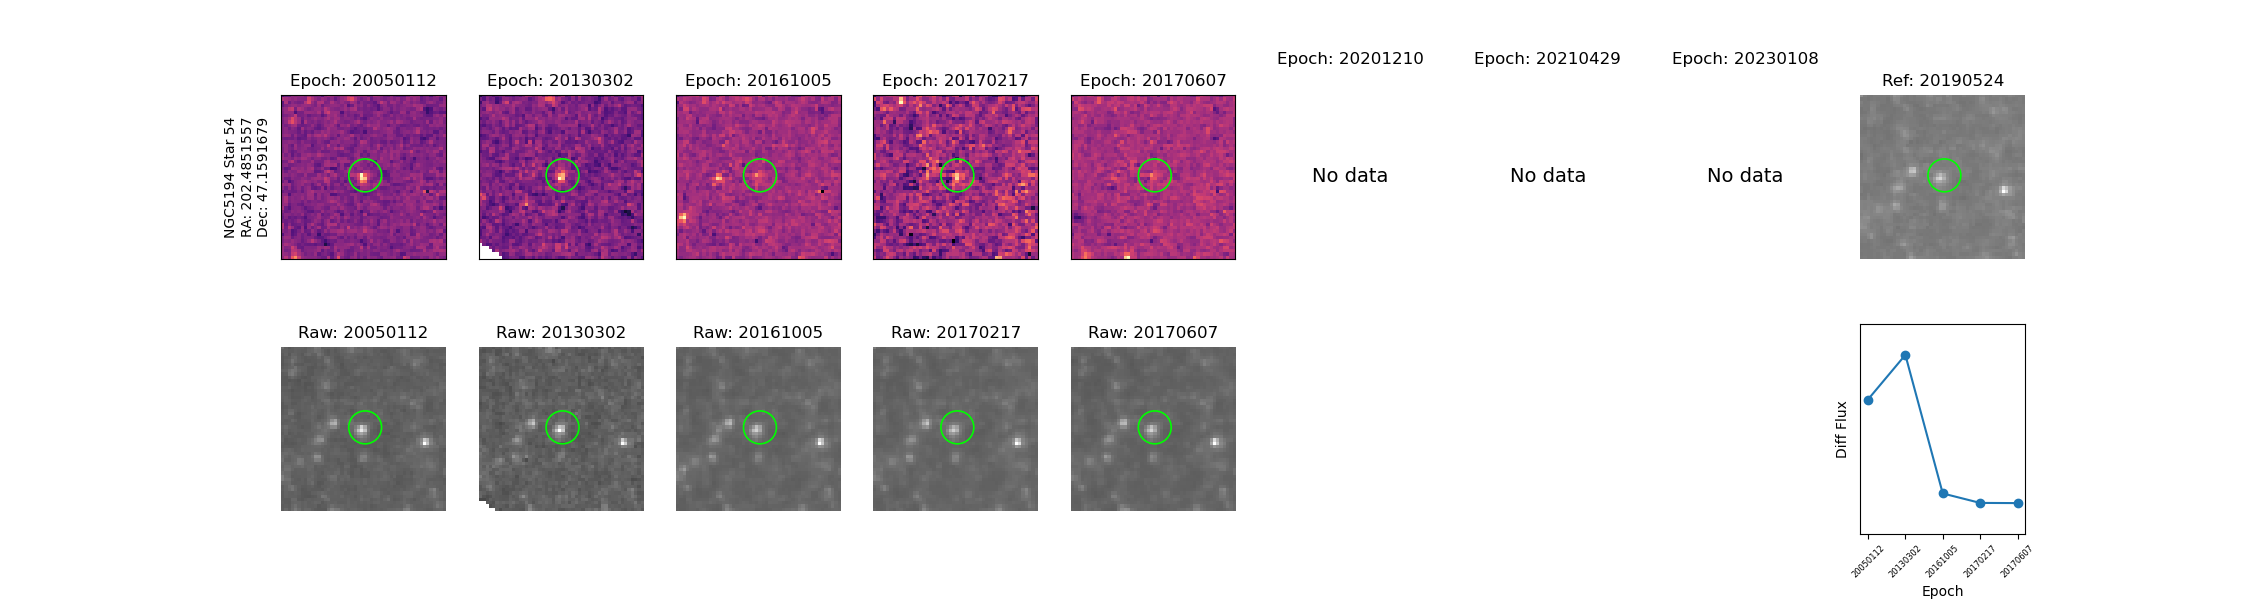 NGC5194 Star 54
RA: 202.4851557
Dec: 47.1591679
Epoch: 20050112
Epoch: 20130302
Epoch: 20161005
Epoch: 20170217
Epoch: 20170607
Epoch: 20201210
Epoch: 20210429
Epoch: 20230108
Ref: 20190524
No data
No data
No data
Raw: 20050112
Raw: 20130302
Raw: 20161005
Raw: 20170217
Raw: 20170607
Diff Flux
20050112
20130302
20161005
20170217
20170607
Epoch